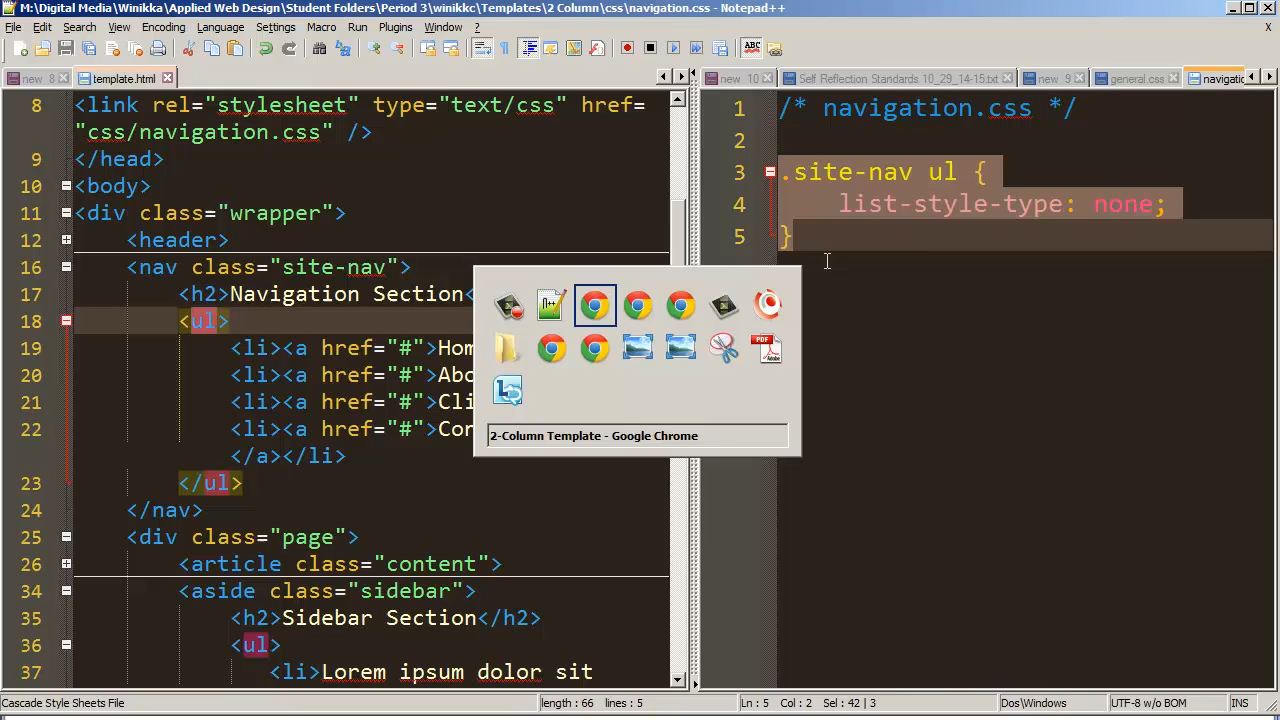 M:\Digital Media\Winikka\Applied Web Design\Student Folders\Period 3\winikkc\Templates\2 Column\css\navigation.css - Notepad++
File Edit Search View Encoding Language Settings Macro Run Plugins Window ? X
ABC
new 8 template.html
new 10 Self Reflection Standards 10_29_14-15.txt new 9 general.css navigatio
8 <link rel="stylesheet" type="text/css" href=
"css/navigation.css" />
9 </head>
10 <body>
11 <div class="wrapper">
12 <header>
16 <nav class="site-nav">
17 <h2>Navigation Section<
18 <ul>
19 <li><a href="#">Hom
20 <li><a href="#">Abo
21 <li><a href="#">Cli
22 <li><a href="#">Con
</a></li>
23 </ul>
24 </nav>
25 <div class="page">
26 <article class="content">
34 <aside class="sidebar">
35 <h2>Sidebar Section</h2>
36 <ul>
37 <li>Lorem ipsum dolor sit
1 /* navigation.css */
2
3 .site-nav ul {
4 list-style-type: none;
5 }
n++
PDF
Adobe
2-Column Template - Google Chrome
Cascade Style Sheets File length : 66 lines : 5 Ln : 5 Col : 2 Sel : 42 | 3 Dos\Windows UTF-8 w/o BOM INS